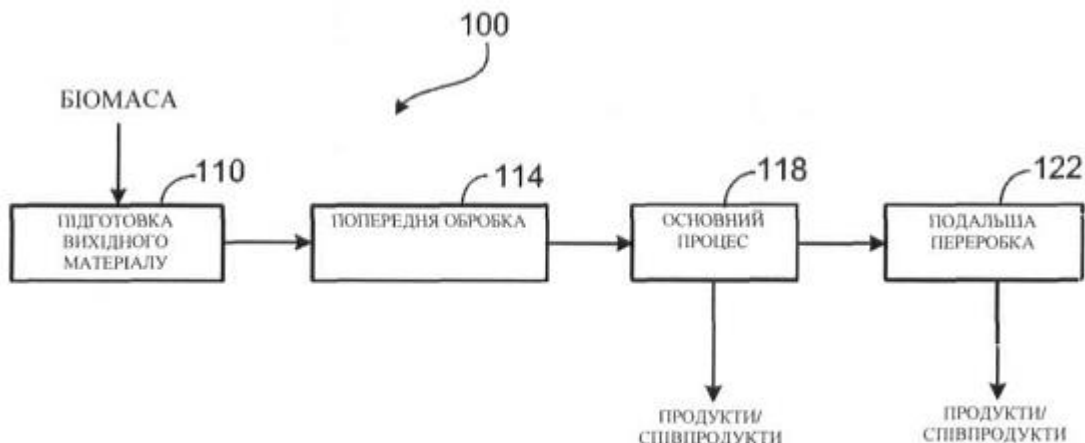 100
БІОМАСА
110
114
118
122
ПІДГОТОВКА
ВИХІДНОГО
МАТЕРІАЛУ
ПОПЕРЕДНЯ ОБРОБКА
ОСНОВНИЙ
ПРОЦЕС
ПОДАЛЬША
ПЕРЕРОБКА
ПРОДУКТИ/
СПІВПРОДУКТИ
ПРОДУКТИ/
СПІВПРОДУКТИ